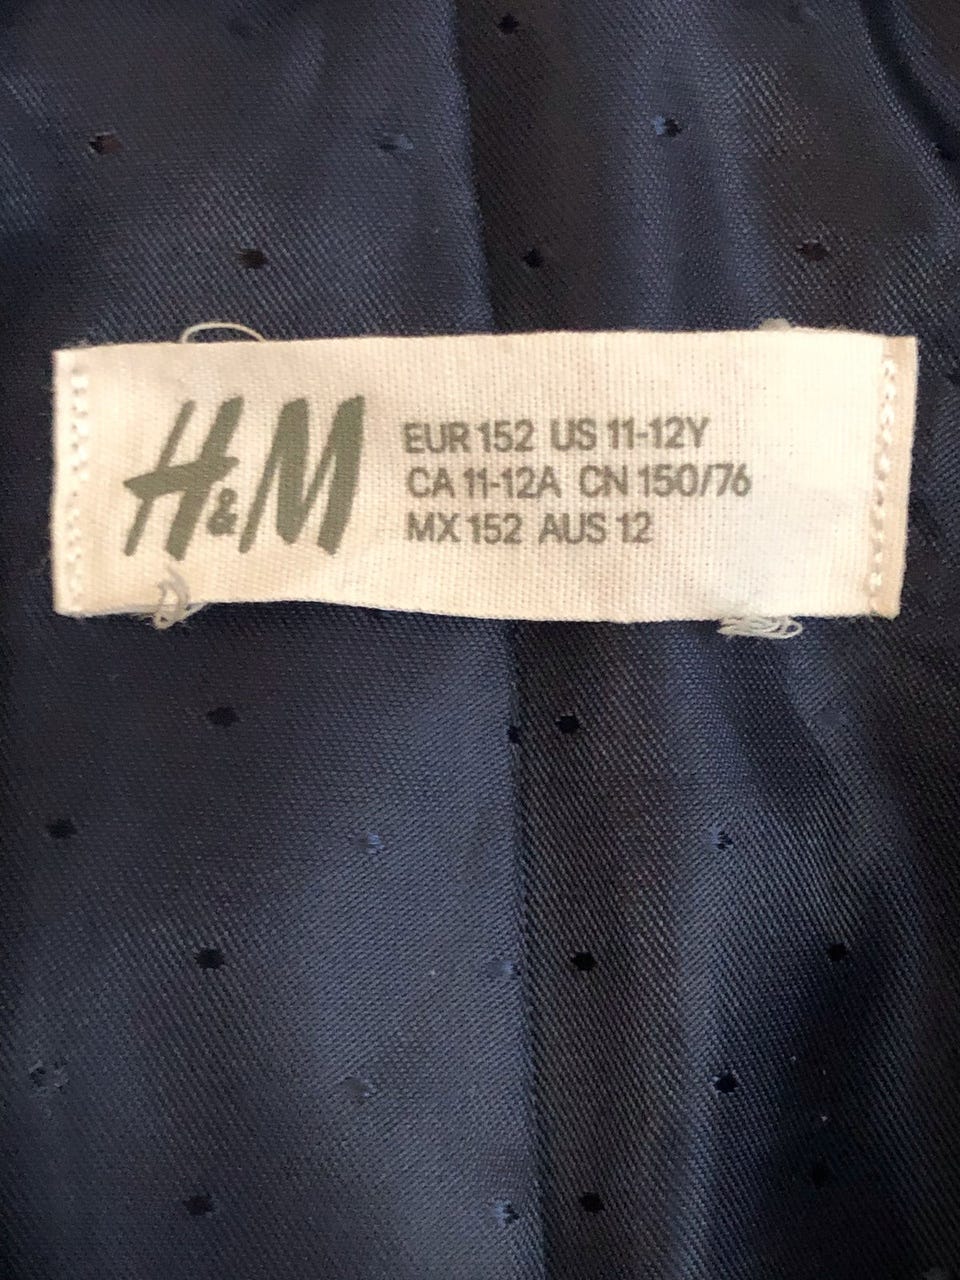 H&M
EUR 152 US 11-12Y
CA 11-12A CN 150/76
MX 152 AUS 12